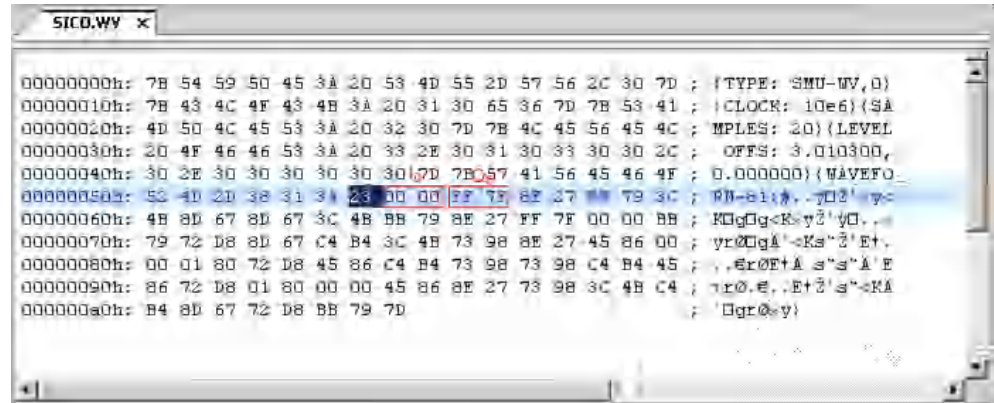 SICO.WV ×
00000000h: 7B 54 59 50 45 3A 20 53 4D 55 2D 57 56 2C 30 7D ; {TYPE: SMU-WV,0}
00000010h: 7B 43 4C 4F 43 4B 3A 20 31 30 65 36 7D 7B 53 41 ; {CLOCK: 10e6}{SA
00000020h: 4D 50 4C 45 53 3A 20 32 30 7D 7B 4C 45 56 45 4C ; MPLES: 20}{LEVEL
00000030h: 20 4F 46 46 53 3A 20 33 2E 30 31 30 33 30 30 2C ; OFFS: 3.010300,
00000040h: 30 2E 30 30 30 30 30 30 7D 7B 57 41 56 45 46 4F ; 0.000000}{WAVEFO
00000050h: 52 4D 2D 38 31 3A 23 00 00 FF 7F 8E 27 BB 79 3C ; RM-81:#..
00000060h: 4B 8D 67 8D 67 3C 4B BB 79 8E 27 FF 7F 00 00 BB ;
00000070h: 79 72 D8 8D 67 C4 B4 3C 4B 73 98 8E 27 45 86 00 ;
00000080h: 00 01 80 72 D8 45 86 C4 B4 73 98 73 98 C4 B4 45 ;
00000090h: 86 72 D8 01 80 00 00 45 86 8E 27 73 98 3C 4B C4 ;
000000a0h: B4 8D 67 72 D8 BB 79 7D ; ´□grØ»y}